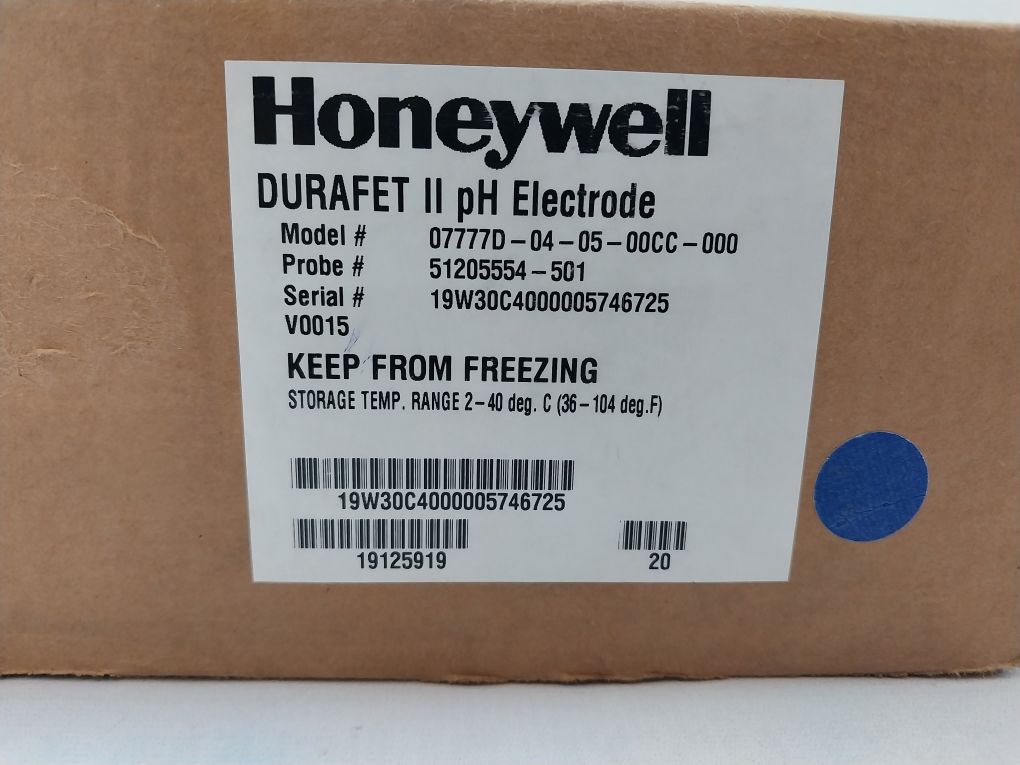 Honeywell
DURAFET II pH Electrode
Model # 07777D-04-05-00CC-000
Probe # 51205554-501
Serial # 19W30C4000005746725
V0015
KEEP FROM FREEZING
STORAGE TEMP. RANGE 2-40 deg. C (36-104 deg.F)
19W30C4000005746725
19125919 20